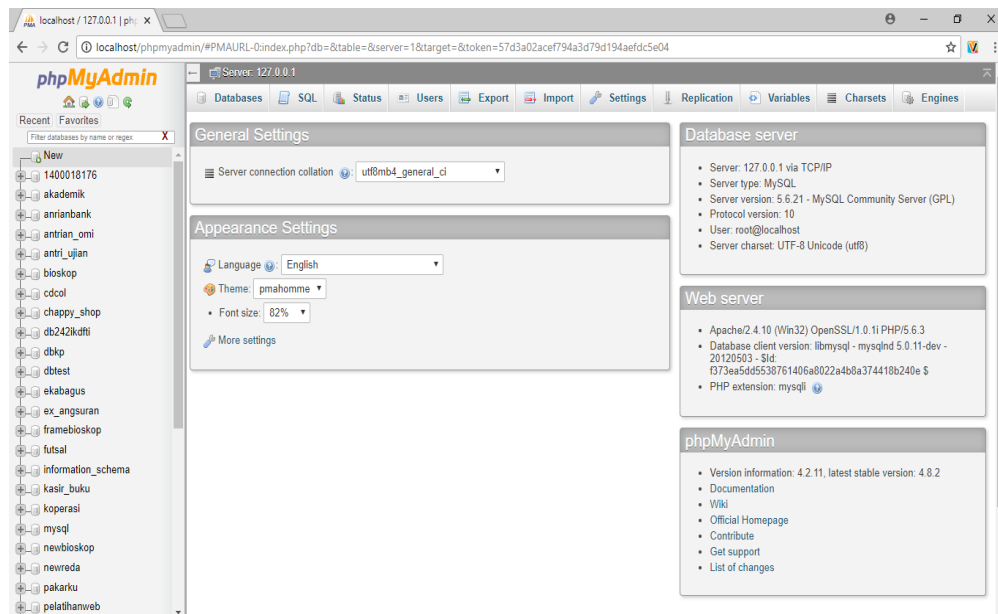 localhost / 127.0.0.1 | ph
localhost/phpmyadmin/#PMAURL-0:index.php?db=&table=&server=1&target=&token=57d3a02acef794a3d79d194aefdc5e04
phpMyAdmin
Recent Favorites
Filter databases by name or regex X
New
1400018176
akademik
anrianbank
antrian_omi
antri_ujian
bioskop
cdcol
chappy_shop
db242ikdfti
dbkp
dbtest
ekabagus
ex_angsuran
framebioskop
futsal
information_schema
kasir_buku
koperasi
mysql
newbioskop
newreda
pakarku
pelatihanweb
Server: 127.0.0.1
Databases SQL Status Users Export Import Settings Replication Variables Charsets Engines
General Settings
Server connection collation : utf8mb4_general_ci
Appearance Settings
Language : English
Theme: pmahomme
• Font size: 82%
More settings
Database server
• Server: 127.0.0.1 via TCP/IP
• Server type: MySQL
• Server version: 5.6.21 - MySQL Community Server (GPL)
• Protocol version: 10
• User: root@localhost
• Server charset: UTF-8 Unicode (utf8)
Web server
• Apache/2.4.10 (Win32) OpenSSL/1.0.1i PHP/5.6.3
• Database client version: libmysql - mysqlnd 5.0.11-dev -
20120503 - $Id:
f373ea5dd5538761406a8022a4b8a374418b240e $
• PHP extension: mysqli
phpMyAdmin
• Version information: 4.2.11, latest stable version: 4.8.2
• Documentation
• Wiki
• Official Homepage
• Contribute
• Get support
• List of changes